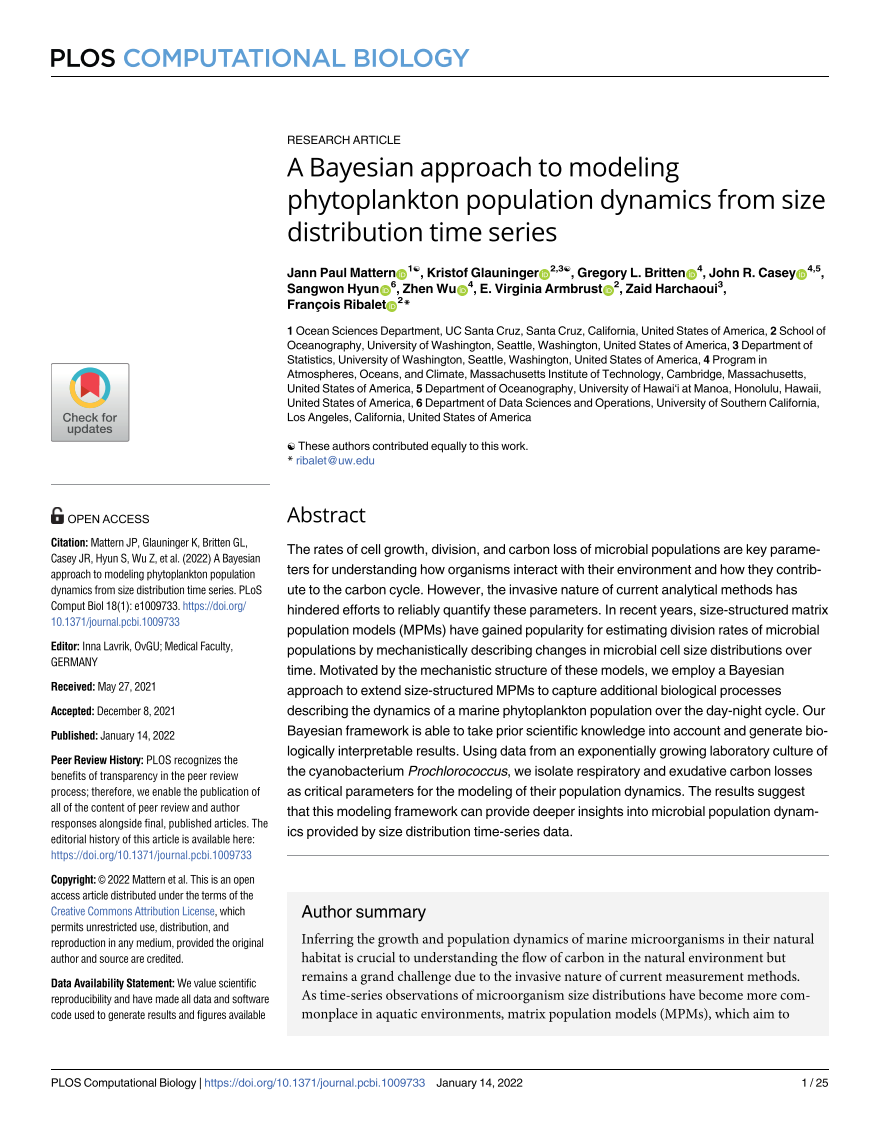 PLOS COMPUTATIONAL BIOLOGY
RESEARCH ARTICLE
A Bayesian approach to modeling
phytoplankton population dynamics from size
distribution time series
Jann Paul Mattern 1☯, Kristof Glauninger 2,3☯, Gregory L. Britten 4, John R. Casey 4,5,
Sangwon Hyun 6, Zhen Wu 4, E. Virginia Armbrust 2, Zaid Harchaoui3,
François Ribalet 2*
1 Ocean Sciences Department, UC Santa Cruz, Santa Cruz, California, United States of America, 2 School of
Oceanography, University of Washington, Seattle, Washington, United States of America, 3 Department of
Statistics, University of Washington, Seattle, Washington, United States of America, 4 Program in
Atmospheres, Oceans, and Climate, Massachusetts Institute of Technology, Cambridge, Massachusetts,
United States of America, 5 Department of Oceanography, University of Hawai‘i at Manoa, Honolulu, Hawaii,
United States of America, 6 Department of Data Sciences and Operations, University of Southern California,
Los Angeles, California, United States of America
☯ These authors contributed equally to this work.
* ribalet@uw.edu
Check for
updates
OPEN ACCESS
Citation: Mattern JP, Glauninger K, Britten GL,
Casey JR, Hyun S, Wu Z, et al. (2022) A Bayesian
approach to modeling phytoplankton population
dynamics from size distribution time series. PLoS
Comput Biol 18(1): e1009733. https://doi.org/
10.1371/journal.pcbi.1009733
Editor: Inna Lavrik, OvGU; Medical Faculty,
GERMANY
Received: May 27, 2021
Accepted: December 8, 2021
Published: January 14, 2022
Peer Review History: PLOS recognizes the
benefits of transparency in the peer review
process; therefore, we enable the publication of
all of the content of peer review and author
responses alongside final, published articles. The
editorial history of this article is available here:
https://doi.org/10.1371/journal.pcbi.1009733
Copyright: © 2022 Mattern et al. This is an open
access article distributed under the terms of the
Creative Commons Attribution License, which
permits unrestricted use, distribution, and
reproduction in any medium, provided the original
author and source are credited.
Data Availability Statement: We value scientific
reproducibility and have made all data and software
code used to generate results and figures available
Abstract
The rates of cell growth, division, and carbon loss of microbial populations are key parame-
ters for understanding how organisms interact with their environment and how they contrib-
ute to the carbon cycle. However, the invasive nature of current analytical methods has
hindered efforts to reliably quantify these parameters. In recent years, size-structured matrix
population models (MPMs) have gained popularity for estimating division rates of microbial
populations by mechanistically describing changes in microbial cell size distributions over
time. Motivated by the mechanistic structure of these models, we employ a Bayesian
approach to extend size-structured MPMs to capture additional biological processes
describing the dynamics of a marine phytoplankton population over the day-night cycle. Our
Bayesian framework is able to take prior scientific knowledge into account and generate bio-
logically interpretable results. Using data from an exponentially growing laboratory culture of
the cyanobacterium Prochlorococcus, we isolate respiratory and exudative carbon losses
as critical parameters for the modeling of their population dynamics. The results suggest
that this modeling framework can provide deeper insights into microbial population dynam-
ics provided by size distribution time-series data.
Author summary
Inferring the growth and population dynamics of marine microorganisms in their natural
habitat is crucial to understanding the flow of carbon in the natural environment but
remains a grand challenge due to the invasive nature of current measurement methods.
As time-series observations of microorganism size distributions have become more com-
monplace in aquatic environments, matrix population models (MPMs), which aim to
PLOS Computational Biology | https://doi.org/10.1371/journal.pcbi.1009733 January 14, 2022
1 / 25